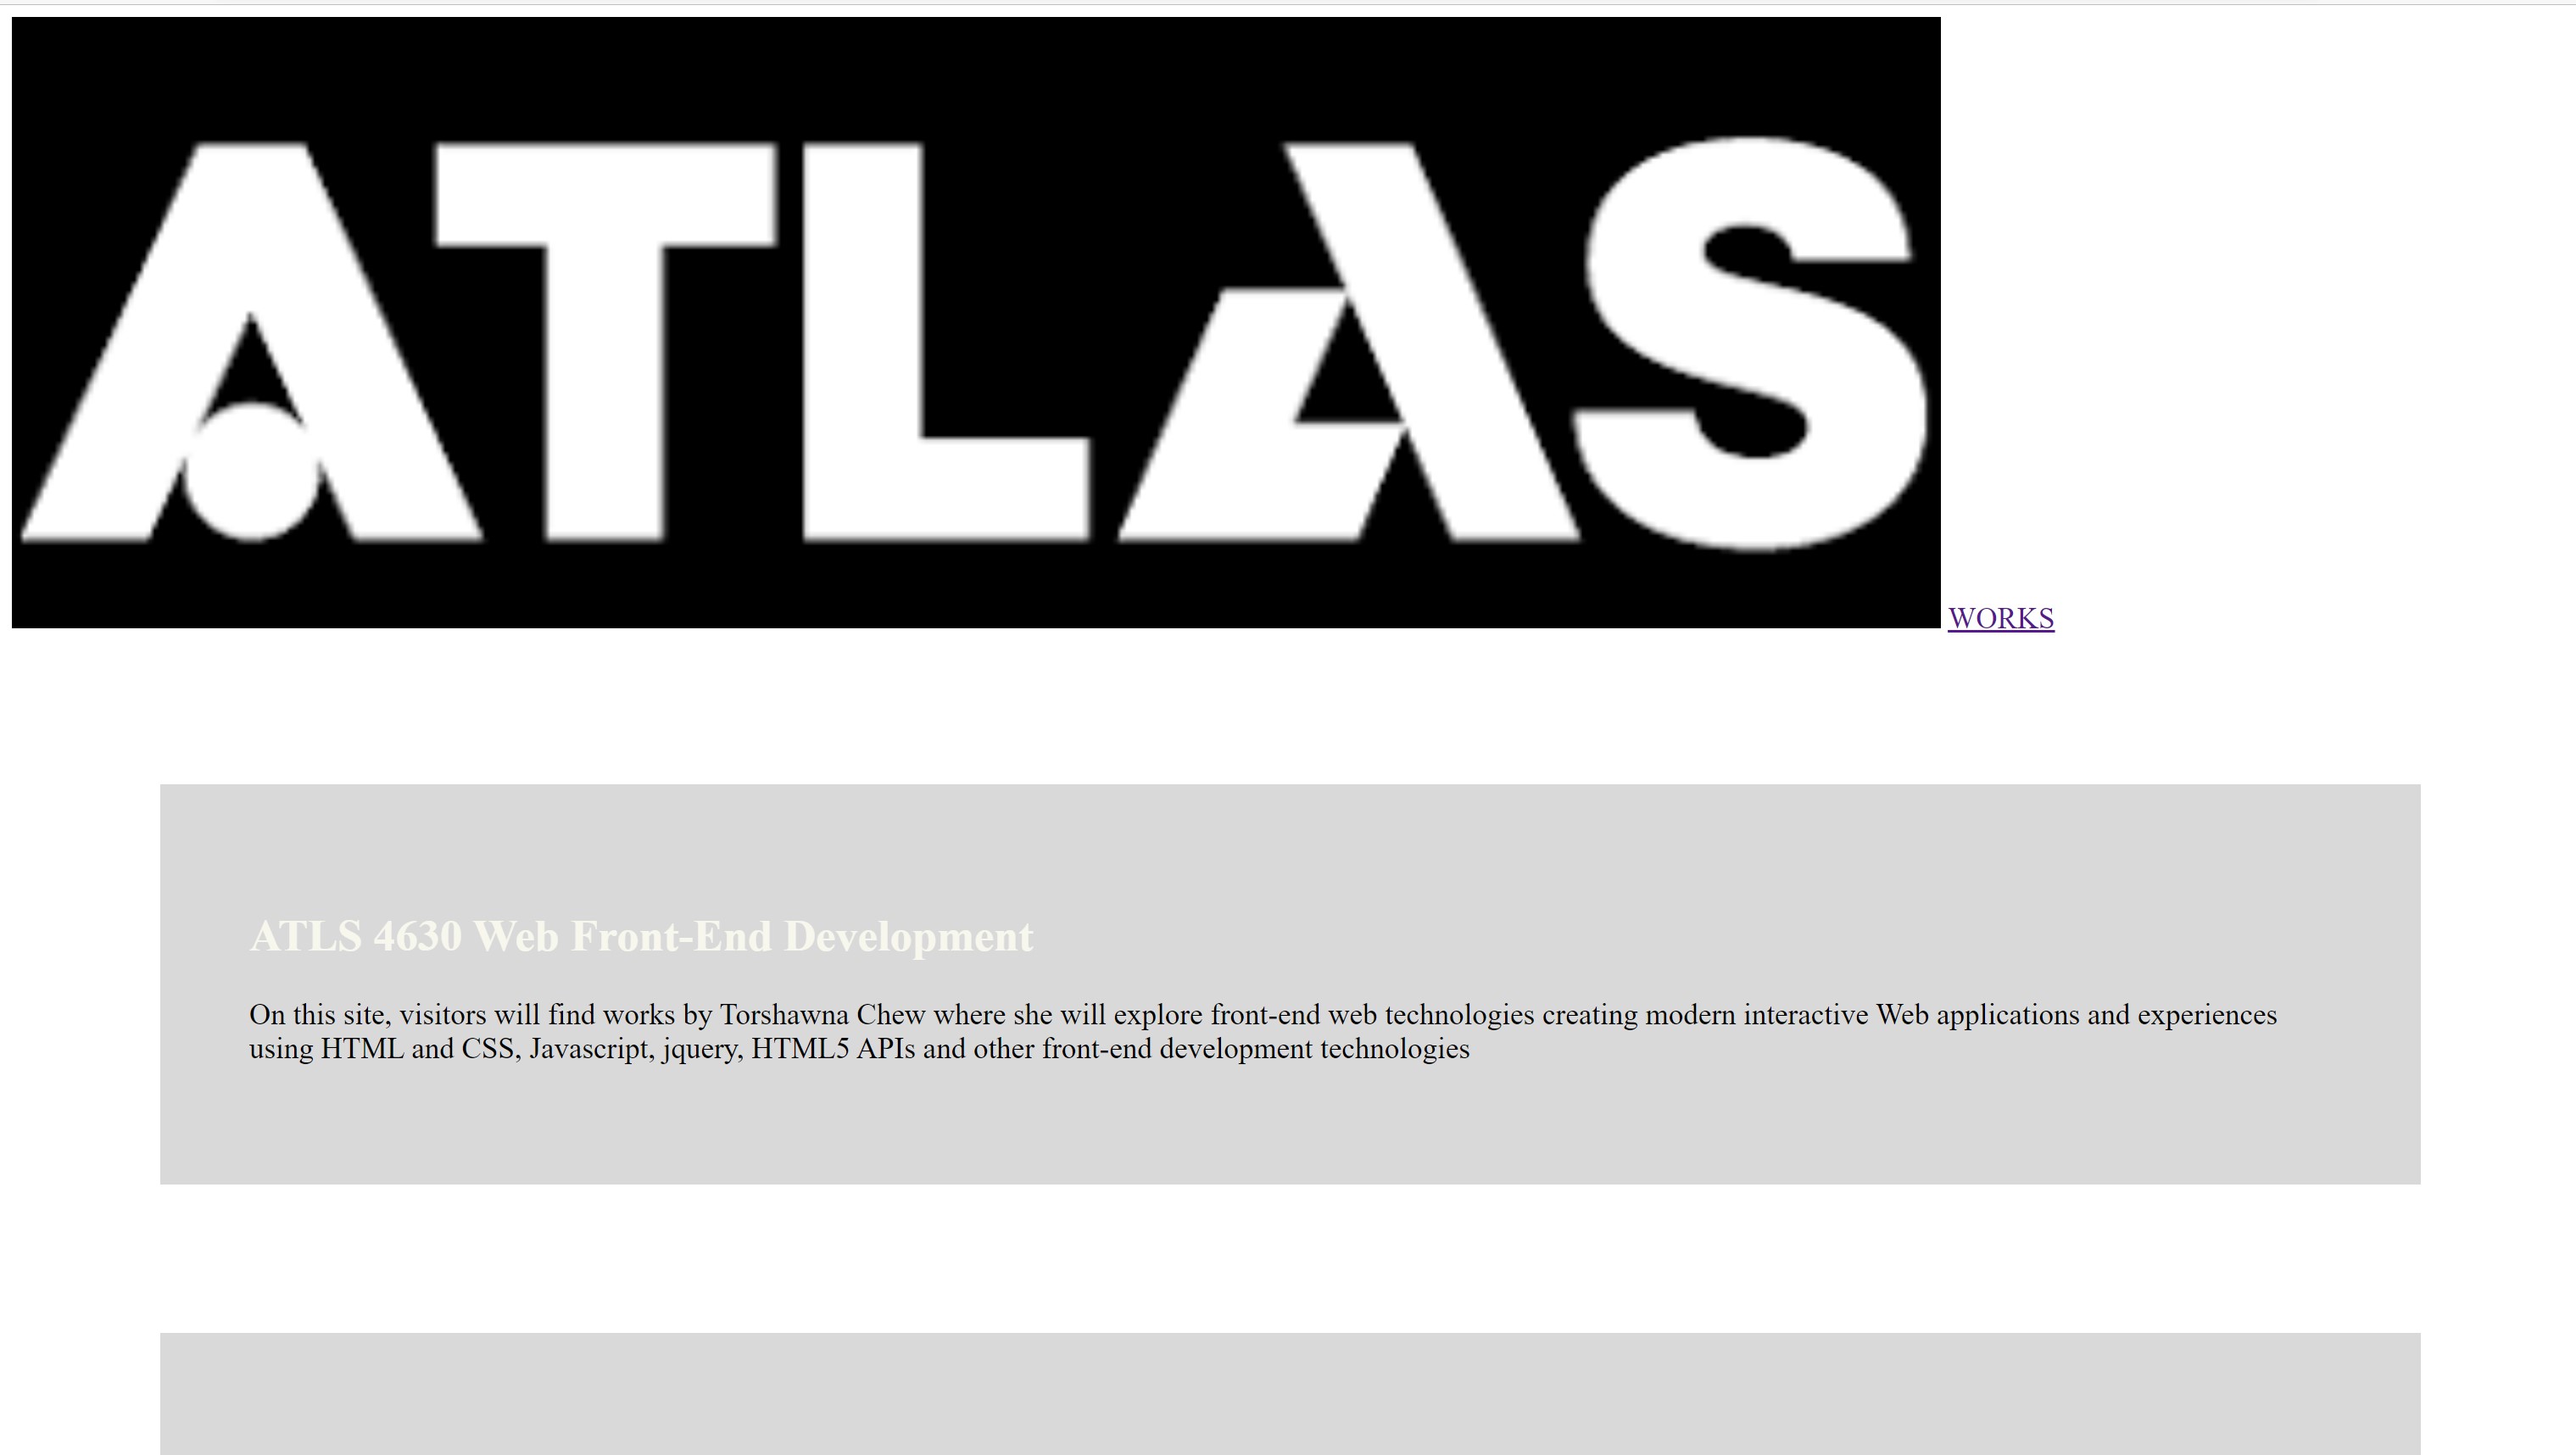 ATLAS
WORKS
ATLS 4630 Web Front-End Development
On this site, visitors will find works by Torshawna Chew where she will explore front-end web technologies creating modern interactive Web applications and experiences
using HTML and CSS, Javascript, jquery, HTML5 APIs and other front-end development technologies